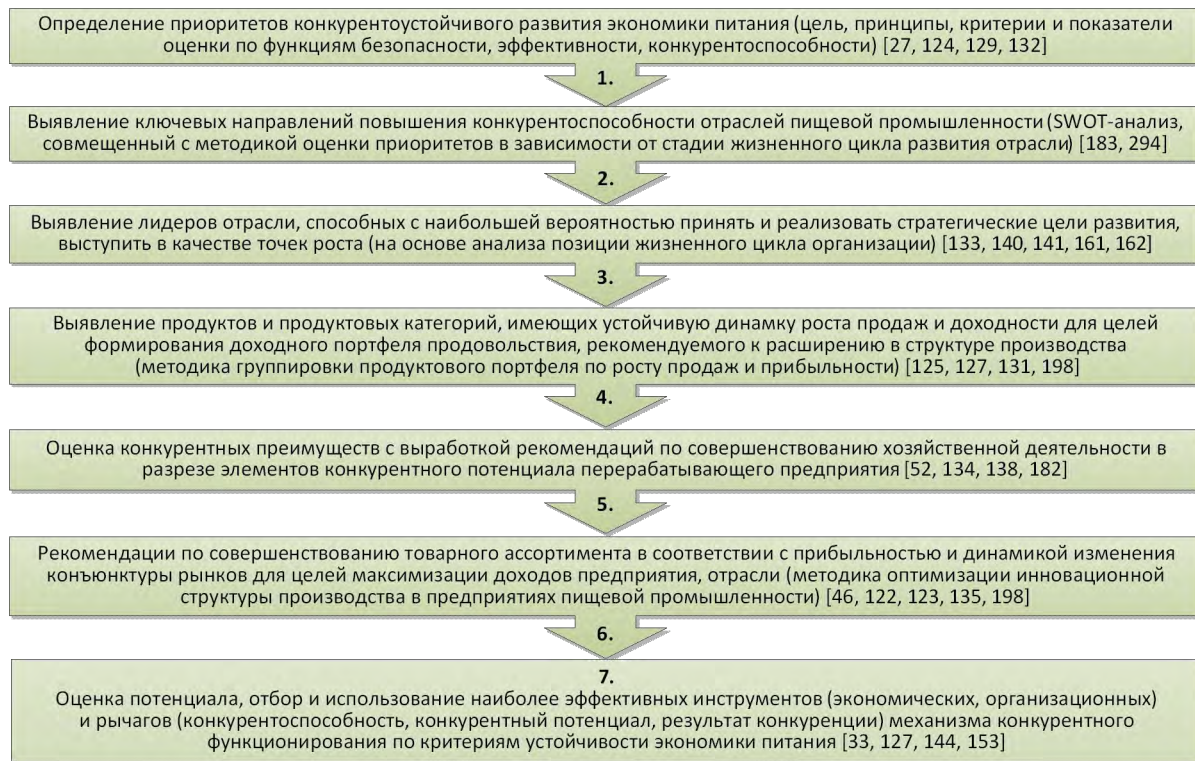 Определение приоритетов конкурентоустойчивого развития экономики питания (цель, принципы, критерии и показатели
оценки по функциям безопасности, эффективности, конкурентоспособности) [27, 124, 129, 132]
1.
Выявление ключевых направлений повышения конкурентоспособности отраслей пищевой промышленности (SWOT-анализ,
совмещенный с методикой оценки приоритетов в зависимости от стадии жизненного цикла развития отрасли) [183, 294]
2.
Выявление лидеров отрасли, способных с наибольшей вероятностью принять и реализовать стратегические цели развития,
выступить в качестве точек роста (на основе анализа позиции жизненного цикла организации) [133, 140, 141, 161, 162]
3.
Выявление продуктов и продуктовых категорий, имеющих устойчивую динамку роста продаж и доходности для целей
формирования доходного портфеля продовольствия, рекомендуемого к расширению в структуре производства
(методика группировки продуктового портфеля по росту продаж и прибыльности) [125, 127, 131, 198]
4.
Оценка конкурентных преимуществ с выработкой рекомендаций по совершенствованию хозяйственной деятельности в
разрезе элементов конкурентного потенциала перерабатывающего предприятия [52, 134, 138, 182]
5.
Рекомендации по совершенствованию товарного ассортимента в соответствии с прибыльностью и динамикой изменения
конъюнктуры рынков для целей максимизации доходов предприятия, отрасли (методика оптимизации инновационной
структуры производства в предприятиях пищевой промышленности) [46, 122, 123, 135, 198]
6.
7.
Оценка потенциала, отбор и использование наиболее эффективных инструментов (экономических, организационных)
и рычагов (конкурентоспособность, конкурентный потенциал, результат конкуренции) механизма конкурентного
функционирования по критериям устойчивости экономики питания [33, 127, 144, 153]